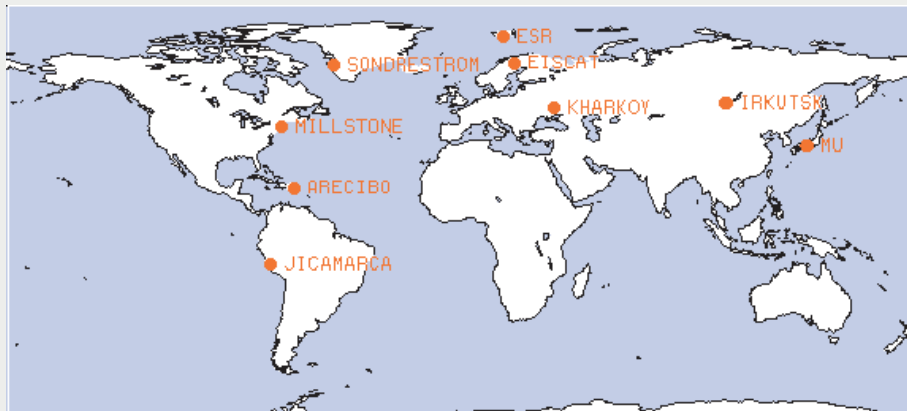 ESR
EISCAT
SONDRESTROM
KHARKOV
IRKUTSK
MILLSTONE
MU
ARECIBO
JICAMARCA